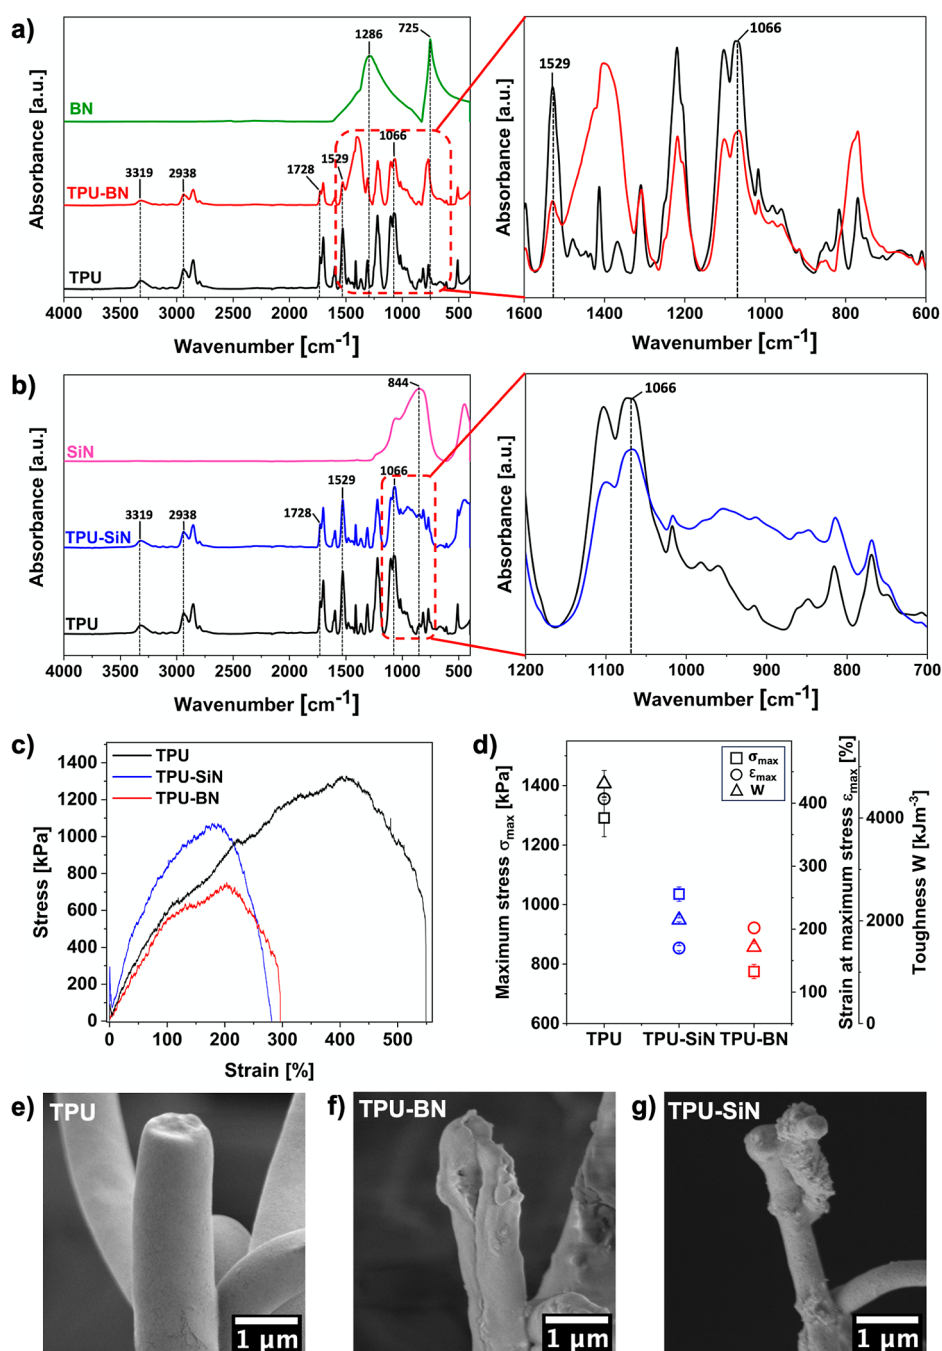 a)
Absorbance [a.u.]
BN
1286
725
TPU-BN
3319
2938
1728
1529
1066
TPU
4000 3500 3000 2500 2000 1500 1000 500
Wavenumber [cm-1]
Absorbance [a.u.]
1529
1066
1600 1400 1200 1000 800 600
Wavenumber [cm-1]
b)
Absorbance [a.u.]
SiN
844
TPU-SiN
3319
2938
1728
1529
1066
TPU
4000 3500 3000 2500 2000 1500 1000 500
Wavenumber [cm-1]
Absorbance [a.u.]
1066
1200 1100 1000 900 800 700
Wavenumber [cm-1]
c)
Stress [kPa]
1400
1200
1000
800
600
400
200
0
TPU
TPU-SiN
TPU-BN
0 100 200 300 400 500
Strain [%]
d)
Maximum stress σmax [kPa]
1400
1200
1000
800
600
σmax
εmax
W
TPU TPU-SiN TPU-BN
400
300
200
100
Strain at maximum stress εmax [%]
4000
2000
0
Toughness W [kJm-3]
e) TPU
1 µm
f) TPU-BN
1 µm
g) TPU-SiN
1 µm